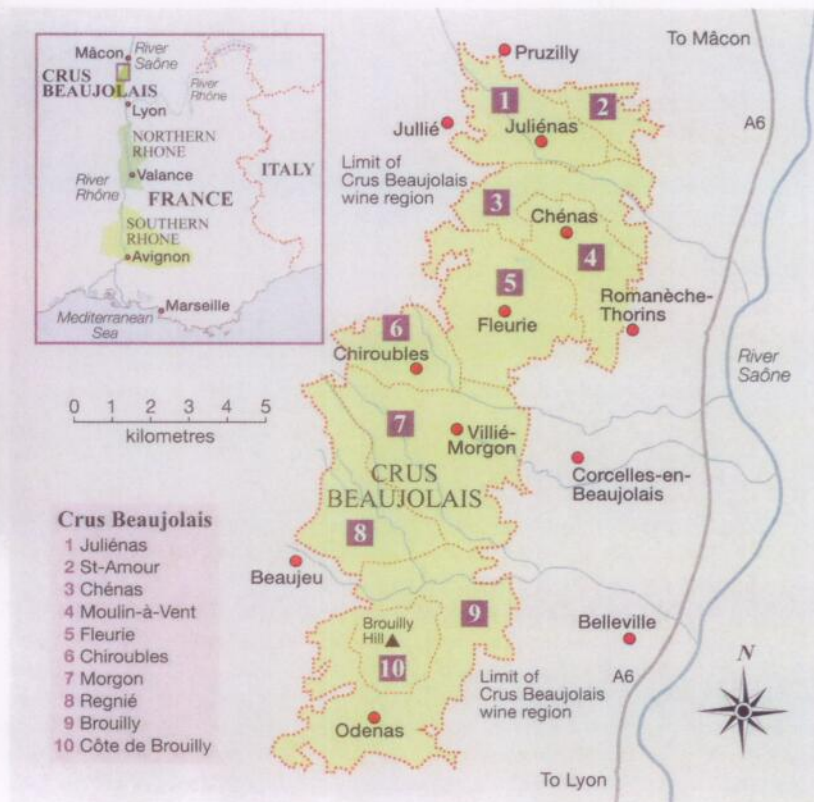 Mâcon
River
Saône
CRUS
BEAUJOLAIS
River
Rhône
Lyon
NORTHERN
RHONE
Valance
River
Rhône
FRANCE
ITALY
SOUTHERN
RHONE
Avignon
Marseille
Mediterranean
Sea
0 1 2 3 4 5
kilometres
To Mâcon
A6
Pruzilly
1
2
Jullié
Juliénas
Limit of
Crus Beaujolais
wine region
3
Chénas
4
5
Fleurie
Romanèche-
Thorins
6
Chiroubles
River
Saône
7
Villié-
Morgon
CRUS
BEAUJOLAIS
Corcelles-en-
Beaujolais
8
Beaujeu
9
Brouilly
Hill
10
Belleville
Limit of
Crus Beaujolais
wine region
A6
N
Odenas
To Lyon
Crus Beaujolais
1 Juliénas
2 St-Amour
3 Chénas
4 Moulin-à-Vent
5 Fleurie
6 Chiroubles
7 Morgon
8 Regnié
9 Brouilly
10 Côte de Brouilly